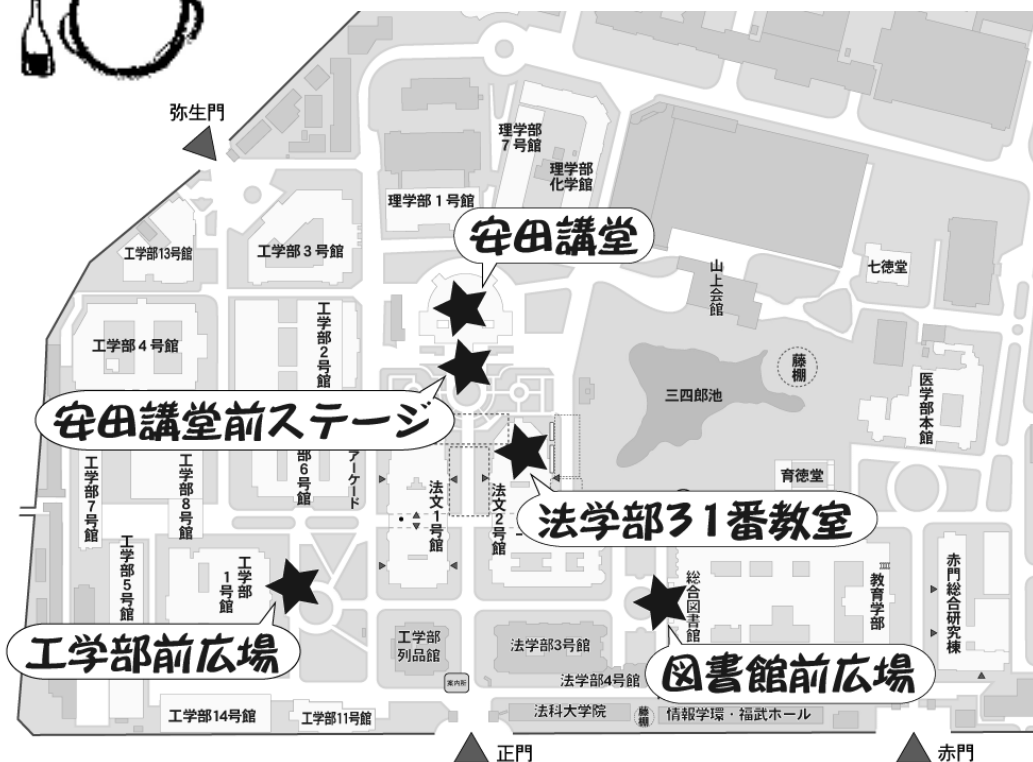 弥生門
理学部
7号館
理学部
化学館
理学部1号館
安田講堂
工学部13号館
工学部3号館
山上会館
七徳堂
工学部4号館
工学部2号館
藤棚
三四郎池
医学部本館
安田講堂前ステージ
工学部7号館
工学部8号館
部6号館
アーケード
法文1号館
法文2号館
育徳堂
法学部31番教室
工学部5号館
工学部
1号館
総合図書館
教育学部
赤門総合研究棟
工学部前広場
工学部
列品館
法学部3号館
図書館前広場
法学部4号館
案内所
工学部14号館
工学部11号館
法科大学院
藤棚
情報学環・福武ホール
正門
赤門